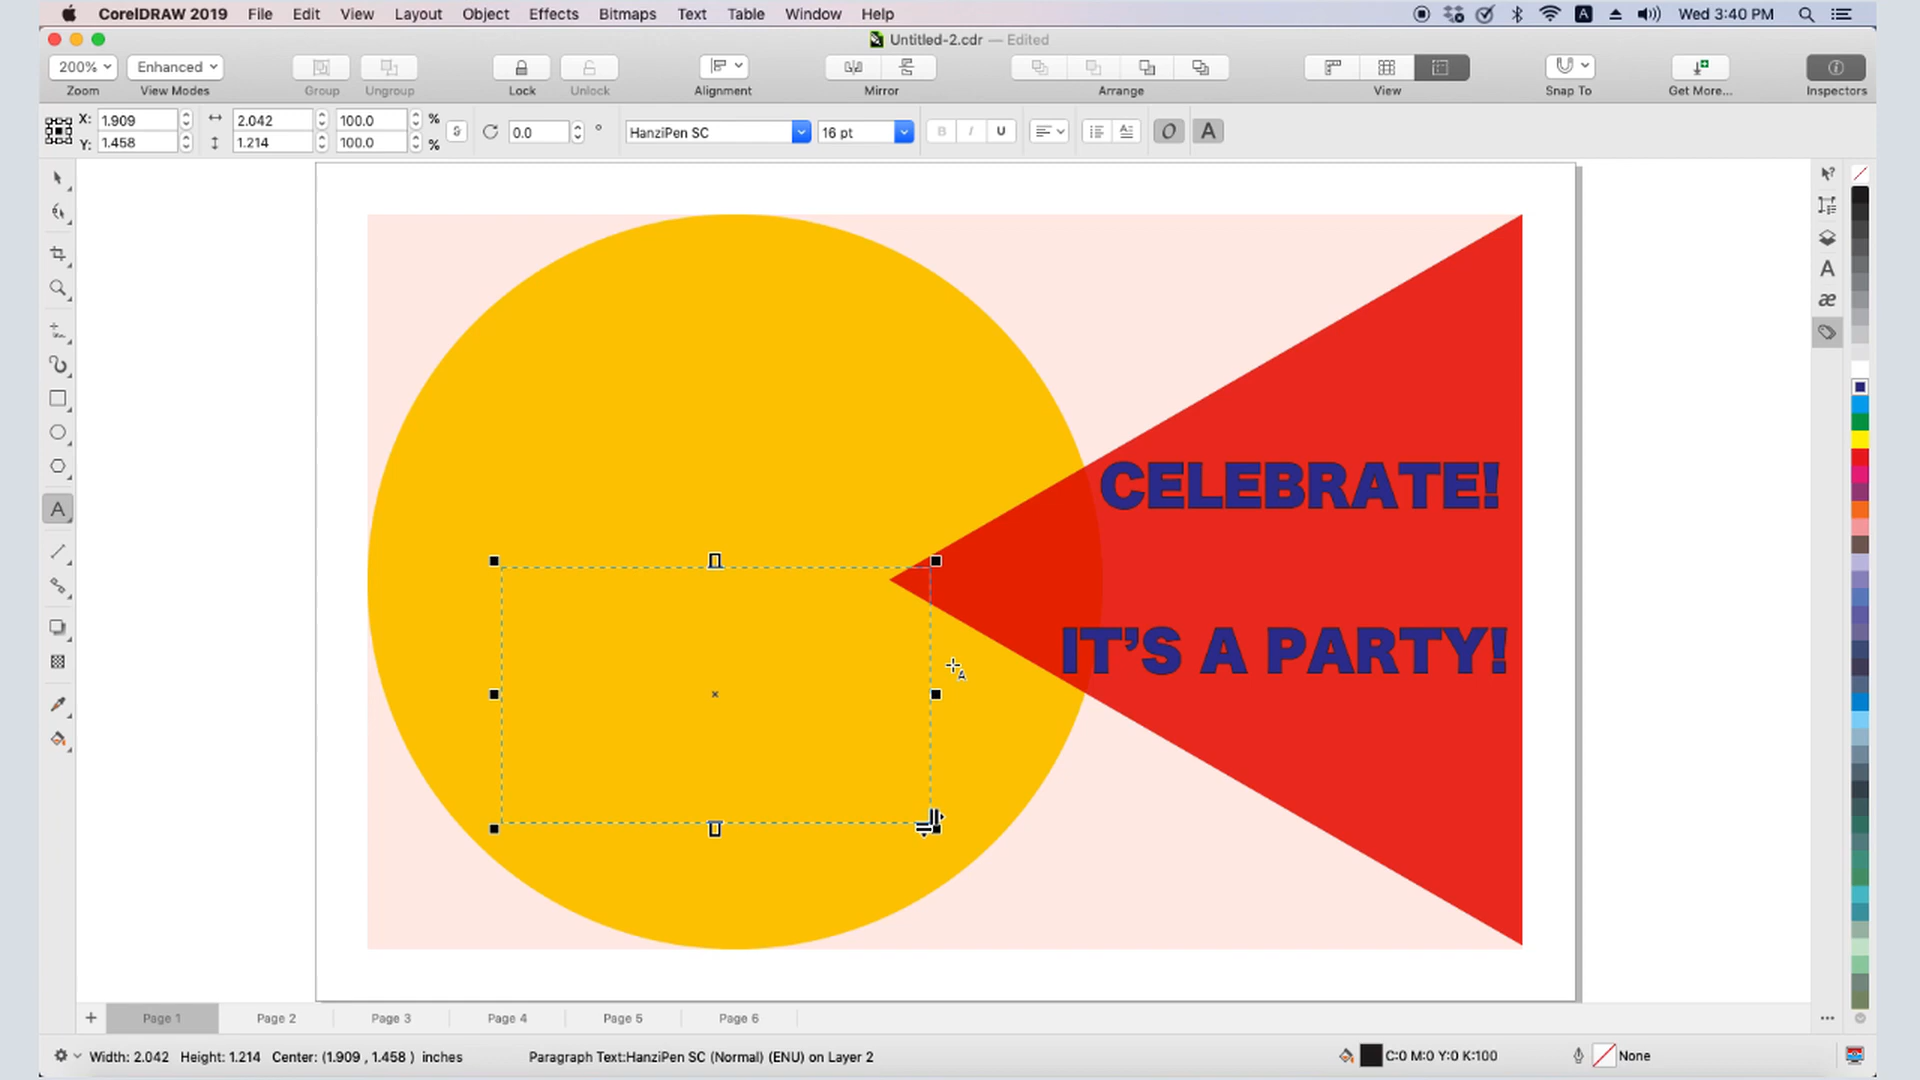 CorelDRAW 2019 File Edit View Layout Object Effects Bitmaps Text Table Window Help A Wed 3:40 PM
Untitled-2.cdr — Edited
200% Enhanced
Zoom View Modes Group Ungroup Lock Unlock Alignment Mirror Arrange View Snap To Get More... Inspectors
X: 1.909 2.042 100.0 %
Y: 1.458 1.214 100.0 %
0.0 ° HanziPen SC 16 pt B I U O A
CELEBRATE!
IT’S A PARTY!
Page 1 Page 2 Page 3 Page 4 Page 5 Page 6
Width: 2.042 Height: 1.214 Center: (1.909 , 1.458 ) inches Paragraph Text:HanziPen SC (Normal) (ENU) on Layer 2 C:0 M:0 Y:0 K:100 None